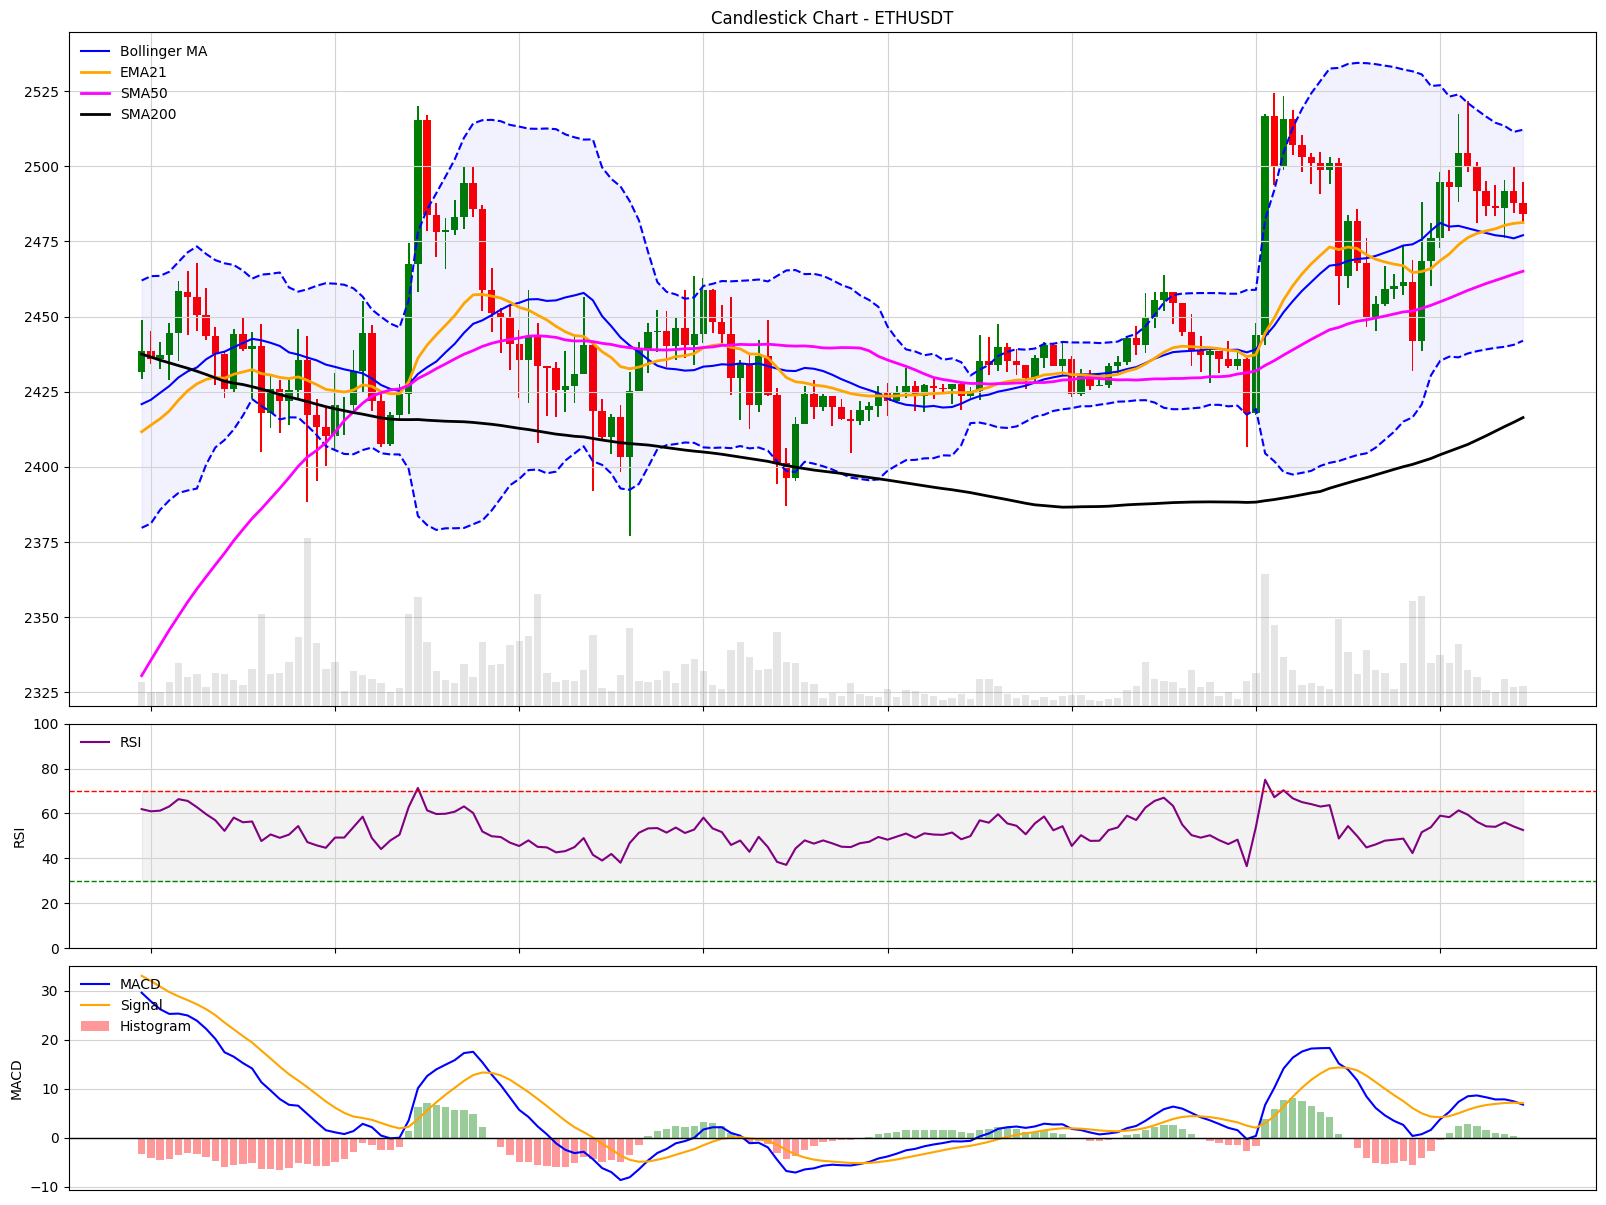 Candlestick Chart - ETHUSDT
Bollinger MA
EMA21
SMA50
SMA200
2525
2500
2475
2450
2425
2400
2375
2350
2325
RSI
100
80
60
40
20
0
RSI
MACD
Signal
Histogram
30
20
10
0
−10
MACD